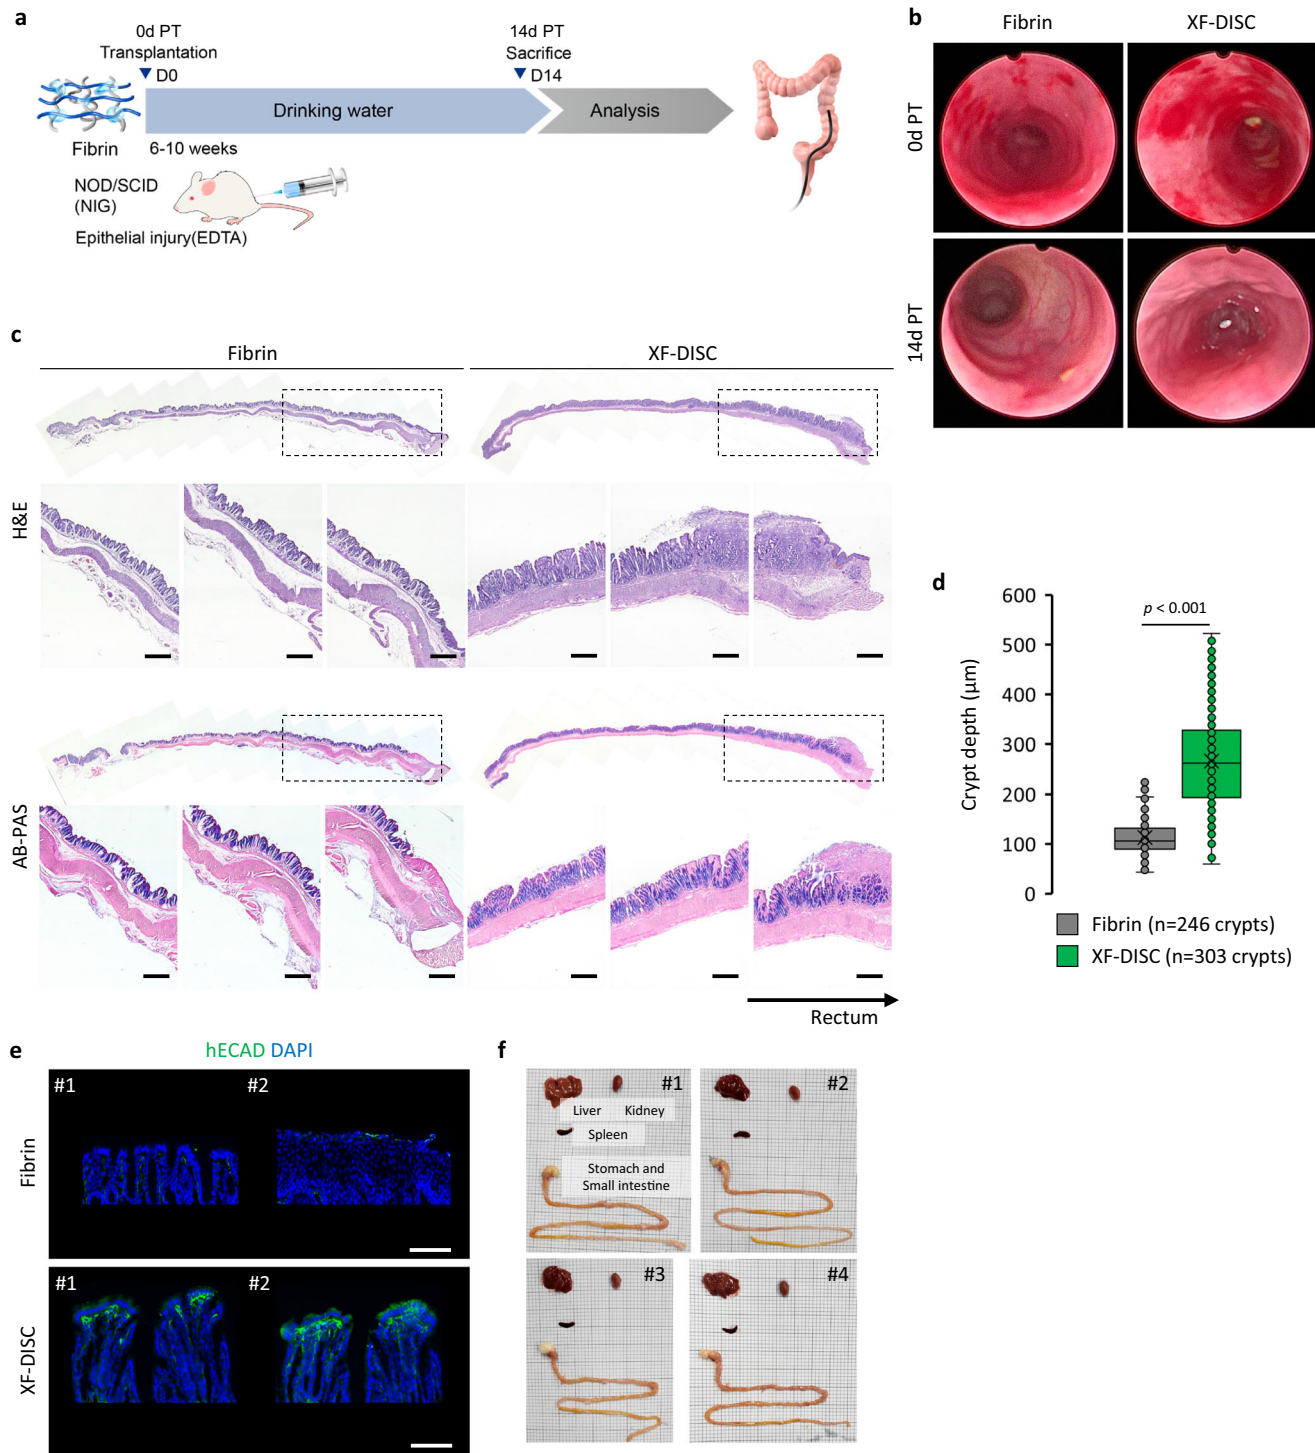 a
0d PT
Transplantation
D0
14d PT
Sacrifice
D14
Drinking water
Analysis
Fibrin
6-10 weeks
NOD/SCID
(NIG)
Epithelial injury(EDTA)
b
Fibrin
XF-DISC
0d PT
14d PT
c
Fibrin
XF-DISC
H&E
AB-PAS
Rectum
d
600
500
400
300
200
100
0
Crypt depth (μm)
p < 0.001
Fibrin (n=246 crypts)
XF-DISC (n=303 crypts)
e
hECAD DAPI
#1
#2
Fibrin
#1
#2
XF-DISC
f
#1
Liver
Kidney
Spleen
Stomach and
Small intestine
#2
#3
#4